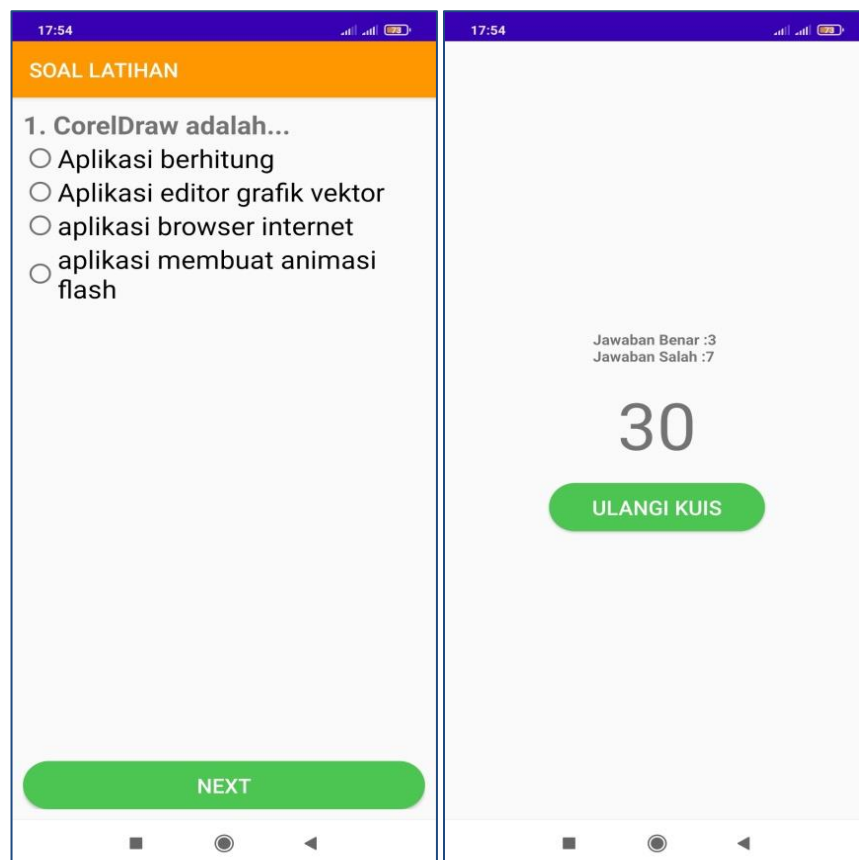 17:54
SOAL LATIHAN
1. CorelDraw adalah...
Aplikasi berhitung
Aplikasi editor grafik vektor
aplikasi browser internet
aplikasi membuat animasi
flash
NEXT
17:54
Jawaban Benar :3
Jawaban Salah :7
30
ULANGI KUIS